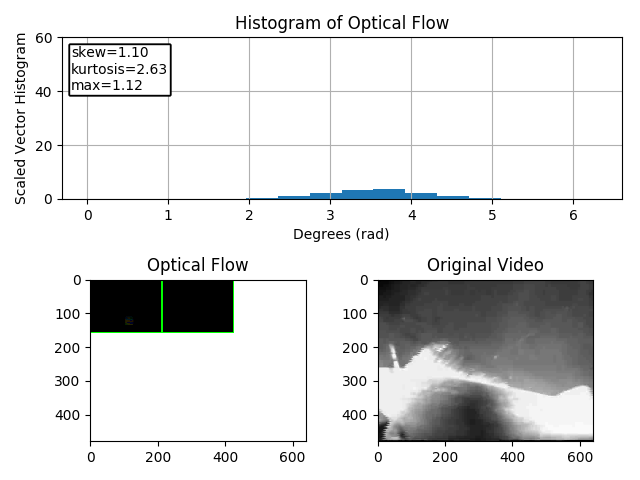 Histogram of Optical Flow
Scaled Vector Histogram
60
40
20
0
skew=1.10
kurtosis=2.63
max=1.12
0 1 2 3 4 5 6
Degrees (rad)
Optical Flow
0
100
200
300
400
0 200 400 600
Original Video
0
100
200
300
400
0 200 400 600